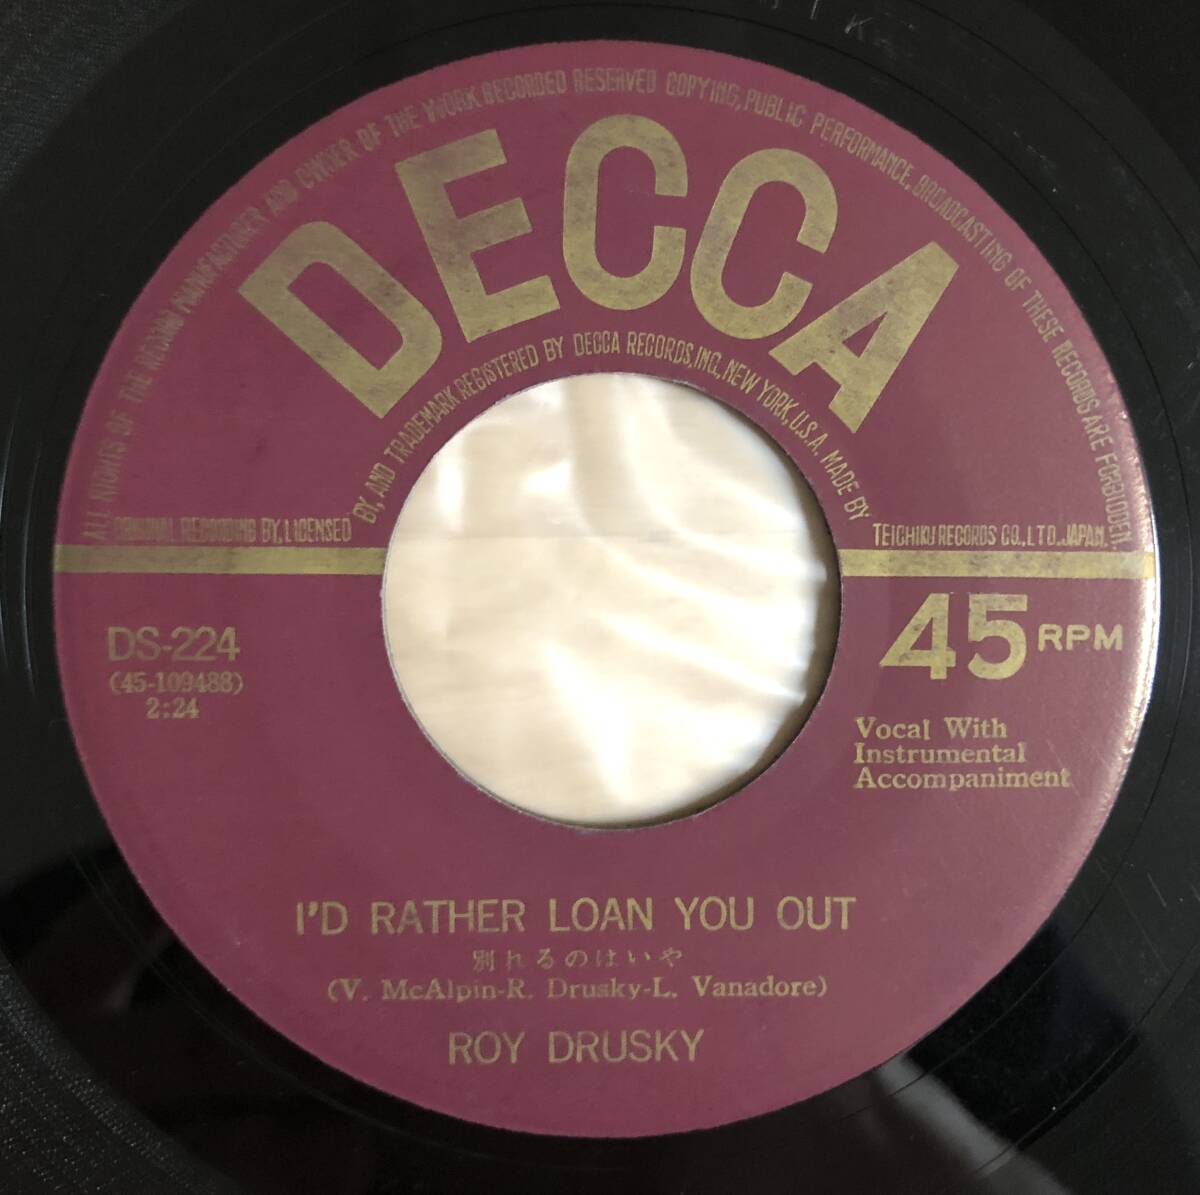 ALL RIGHTS OF THE RECORD MANUFACTURER AND OWNER OF THE WORK RECORDED RESERVED COPYING, PUBLIC PERFORMANCE, BROADCASTING OF THESE RECORDS ARE FORBIDDEN.
DECCA
ORIGINAL RECORDING BY, LICENSED BY, AND TRADEMARK REGISTERED BY DECCA RECORDS, INC., NEW YORK, U.S.A. MADE BY TEICHIKU RECORDS CO., LTD. JAPAN.
DS-224
(45-109488)
2:24
45 RPM
Vocal With
Instrumental
Accompaniment
I'D RATHER LOAN YOU OUT
別れるのはいや
(V. McAlpin-R. Drusky-L. Vanadore)
ROY DRUSKY